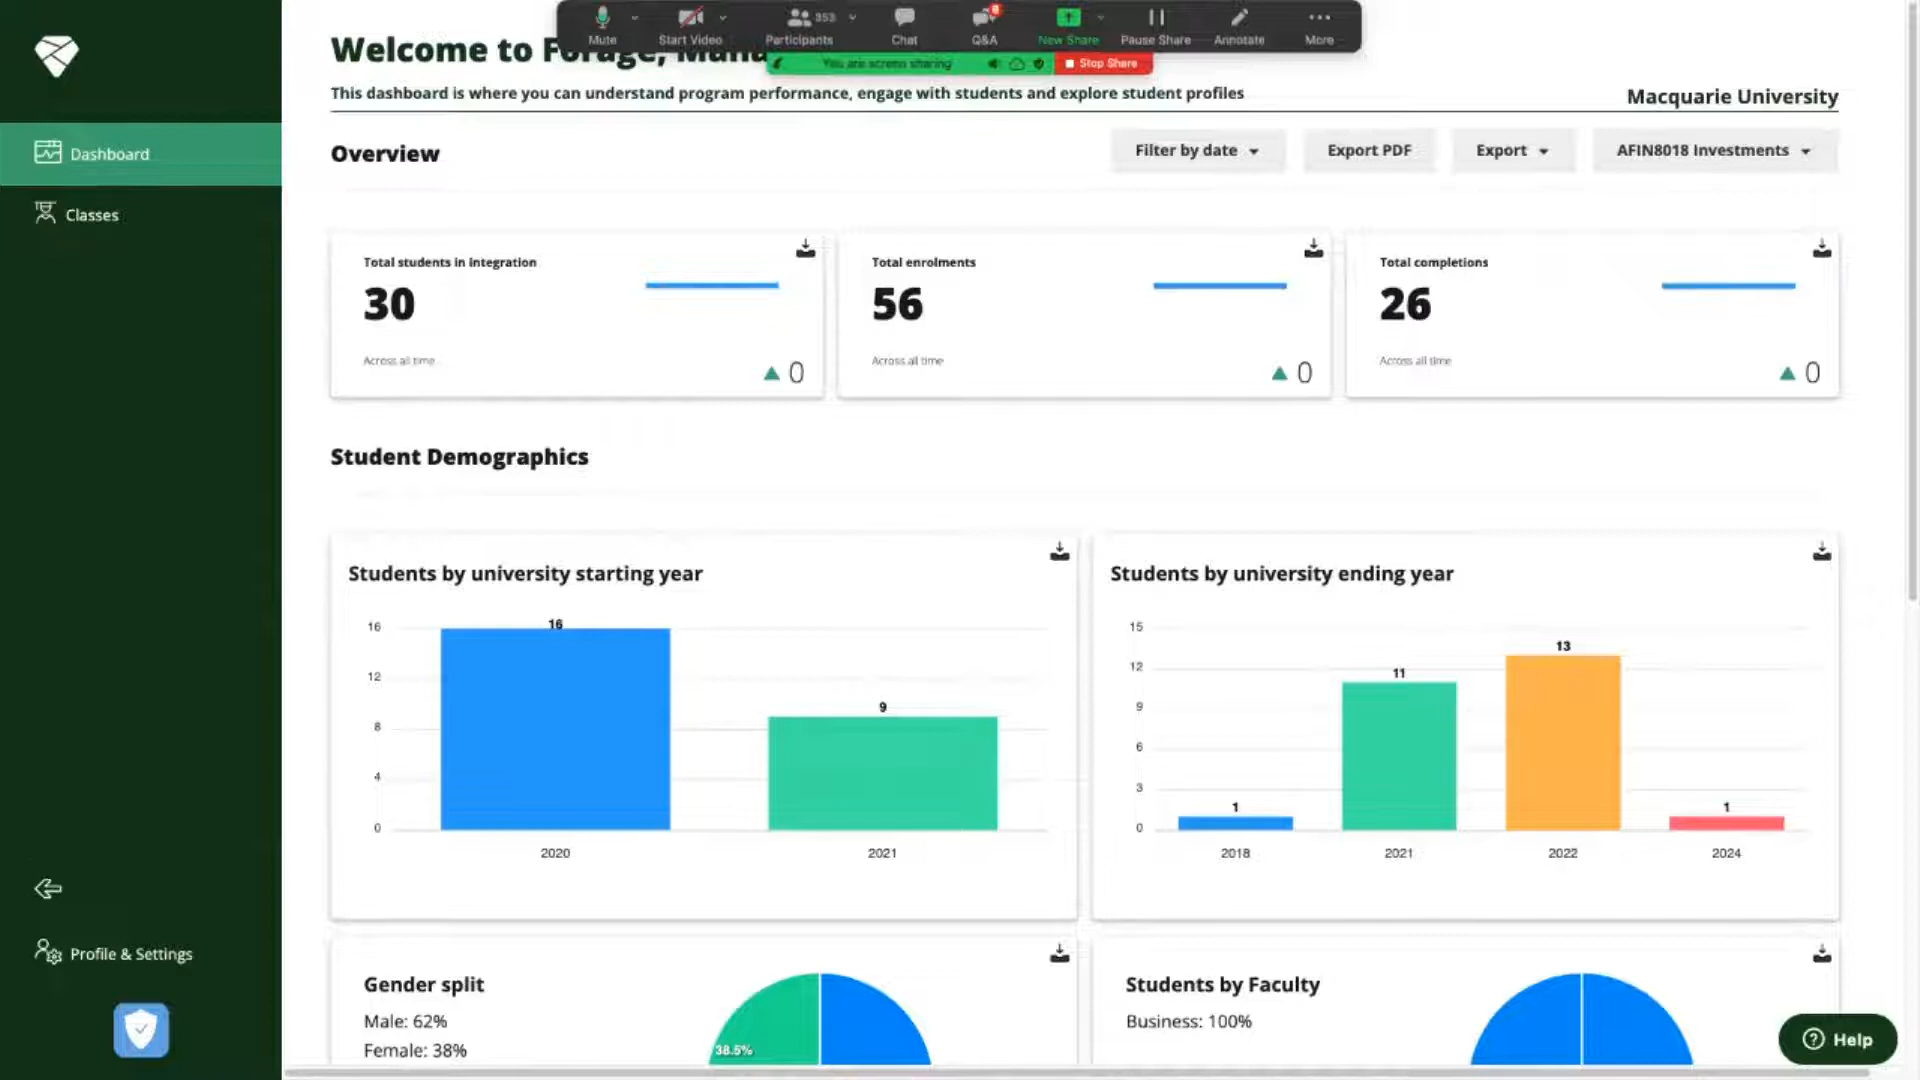 Mute
Start Video
353
Participants
Chat
8
Q&A
New Share
Pause Share
Annotate
More
Welcome to Forage,
You are screen sharing
Stop Share
This dashboard is where you can understand program performance, engage with students and explore student profiles
Macquarie University
Dashboard
Classes
Overview
Filter by date
Export PDF
Export
AFIN8018 Investments
Total students in integration
30
Across all time
0
Total enrolments
56
Across all time
0
Total completions
26
Across all time
0
Student Demographics
Students by university starting year
16
12
8
4
0
16
9
2020
2021
Students by university ending year
15
12
9
6
3
0
1
11
13
1
2018
2021
2022
2024
Gender split
Male: 62%
Female: 38%
38.5%
Students by Faculty
Business: 100%
Profile & Settings
Help